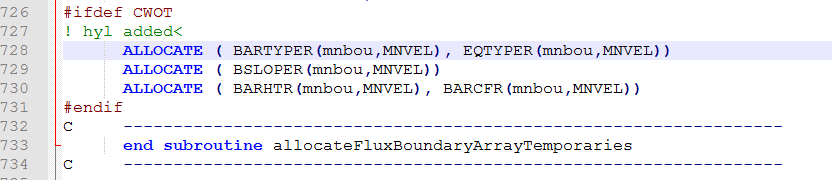 726 #ifdef CWOT
727 ! hyl added<
728 ALLOCATE ( BARTYPER(mnbou,MNVEL), EQTYPER(mnbou,MNVEL))
729 ALLOCATE ( BSLOPER(mnbou,MNVEL))
730 ALLOCATE ( BARHTR(mnbou,MNVEL), BARCFR(mnbou,MNVEL))
731 #endif
732 C ------------------------------------------------------------------
733 end subroutine allocateFluxBoundaryArrayTemporaries
734 C ------------------------------------------------------------------